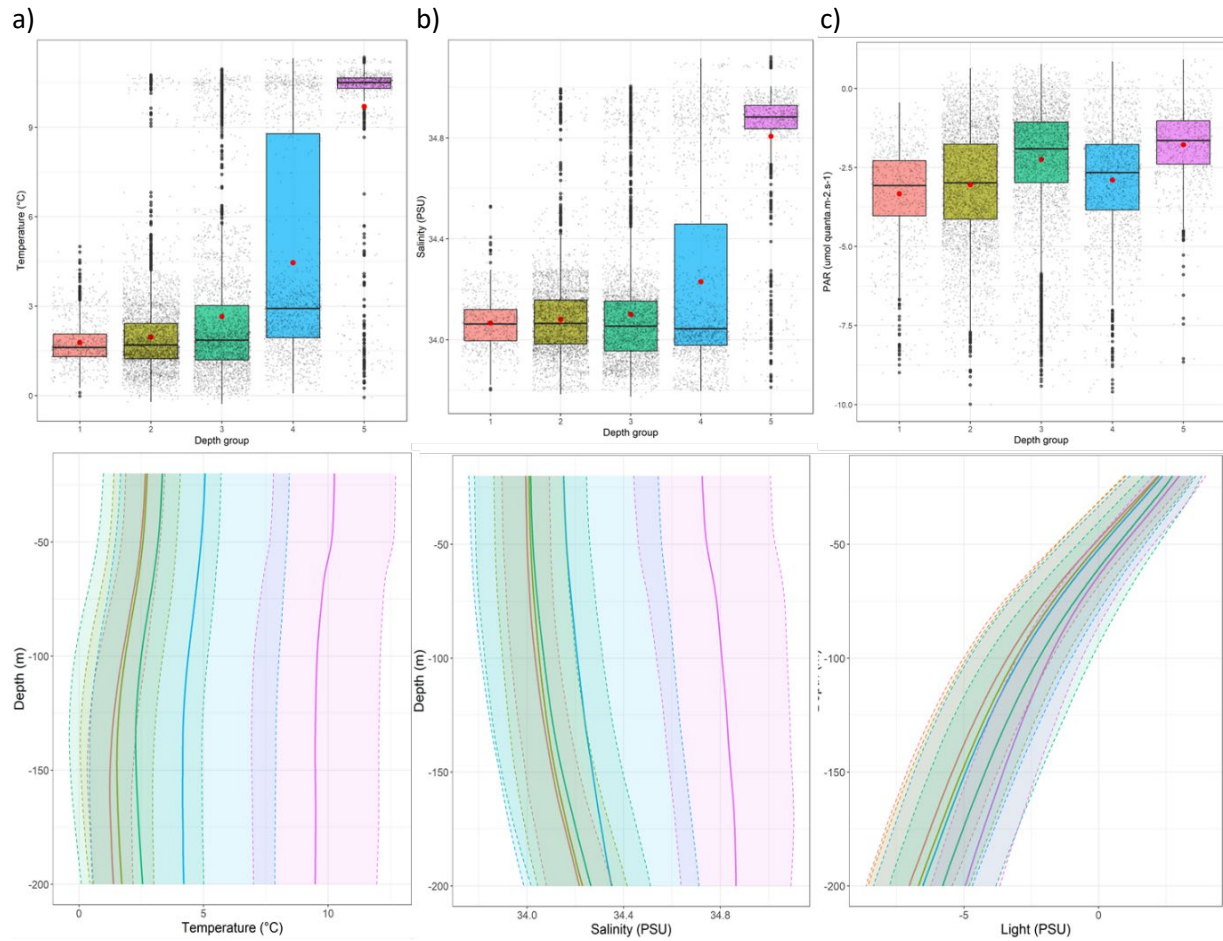 a)
b)
c)
Temperature (°C)
9
6
3
0
1 2 3 4 5
Depth group
Salinity (PSU)
34.8
34.4
34.0
1 2 3 4 5
Depth group
PAR (umol quanta.m-2.s-1)
0.0
-2.5
-5.0
-7.5
-10.0
1 2 3 4 5
Depth group
Depth (m)
-50
-100
-150
-200
0 5 10
Temperature (°C)
Depth (m)
-50
-100
-150
-200
34.0 34.4 34.8
Salinity (PSU)
-50
-100
-150
-200
-5 0
Light (PSU)